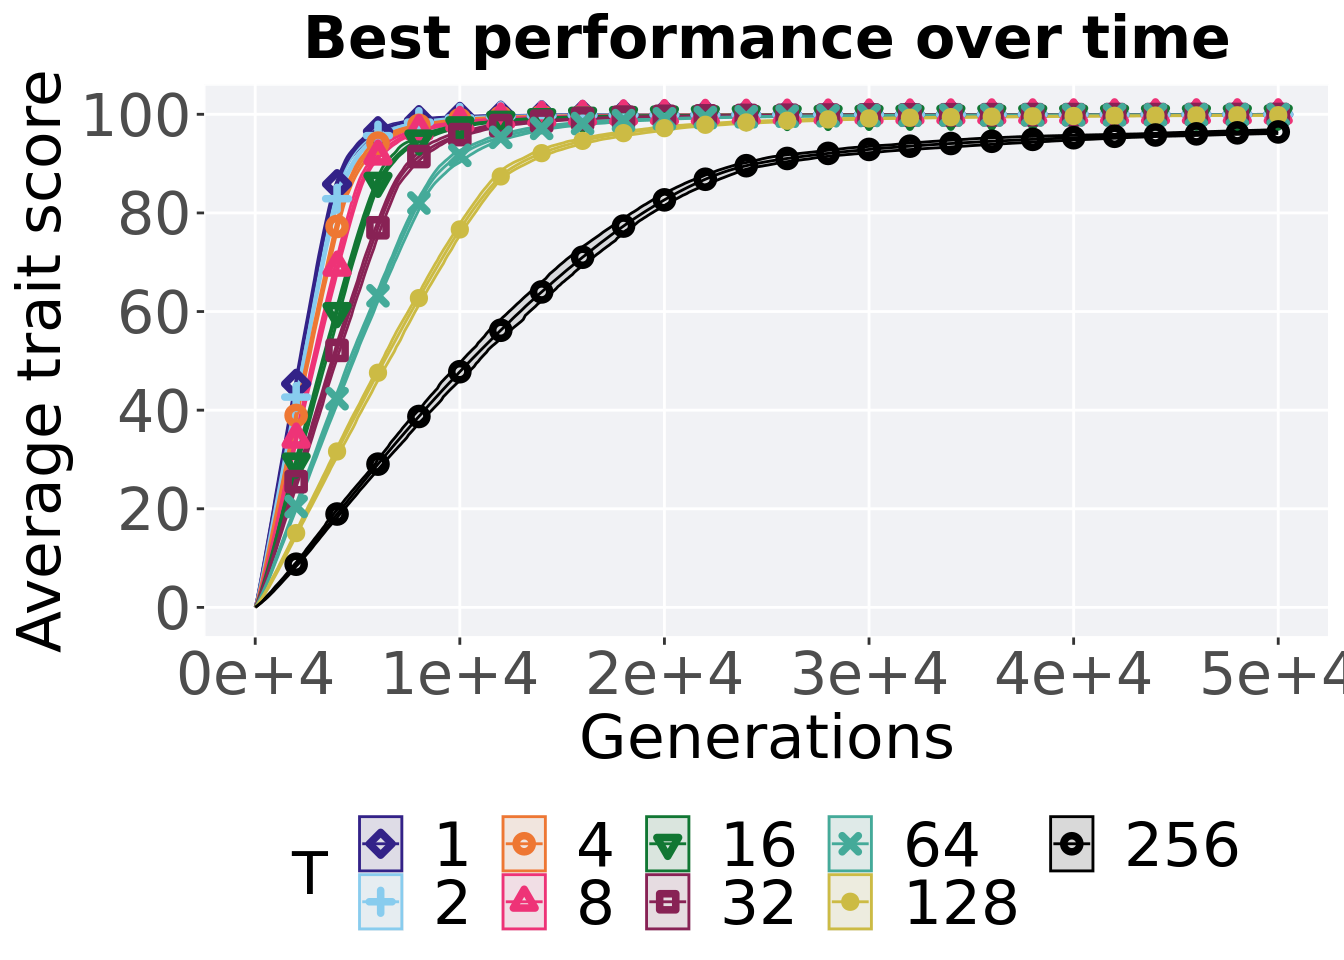 Best performance over time
Average trait score
100
80
60
40
20
0
0e+4 1e+4 2e+4 3e+4 4e+4 5e+4
Generations
T
1 4 16 64 256
2 8 32 128